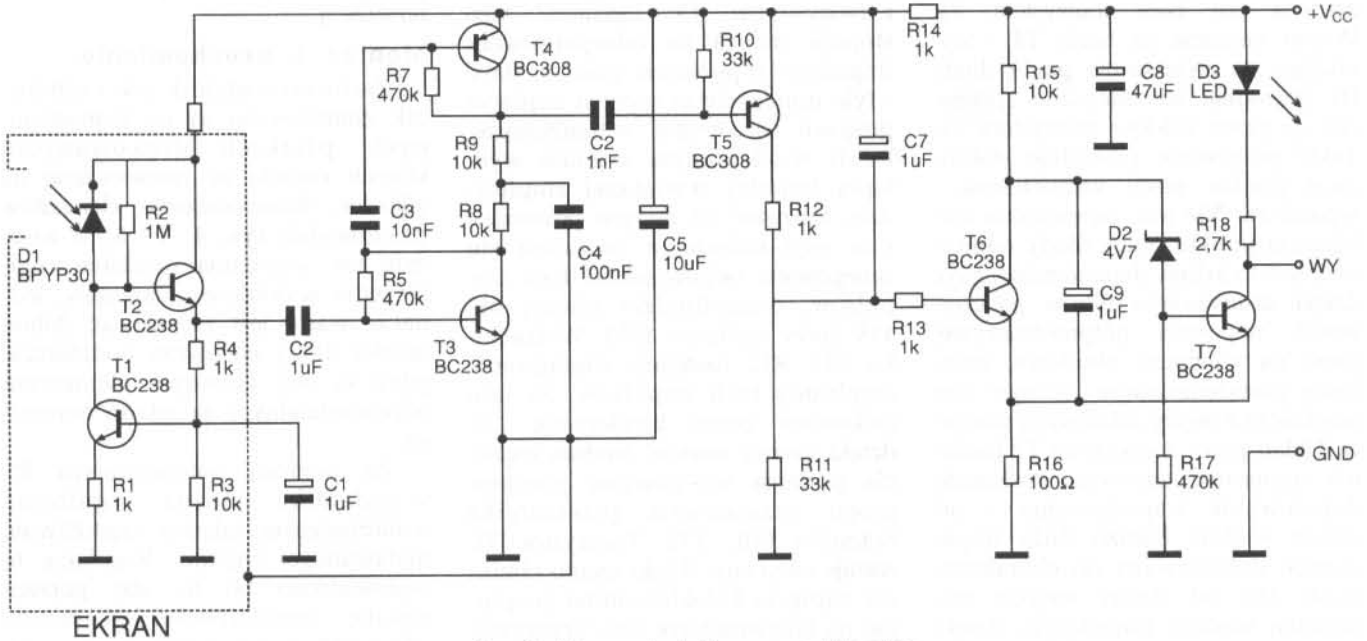 +VCC
R14
1k
T4
BC308
R10
33k
R7
470k
R15
10k
C8
47uF
D3
LED
R9
10k
C2
1nF
T5
BC308
C7
1uF
R2
1M
C3
10nF
R8
10k
R12
1k
T6
BC238
D2
4V7
R18
2,7k
WY
D1
BPYP30
C4
100nF
C5
10uF
T2
BC238
R5
470k
C9
1uF
R4
1k
C2
1uF
T3
BC238
R13
1k
T7
BC238
T1
BC238
GND
R11
33k
R16
100Ω
R17
470k
R1
1k
R3
10k
C1
1uF
EKRAN